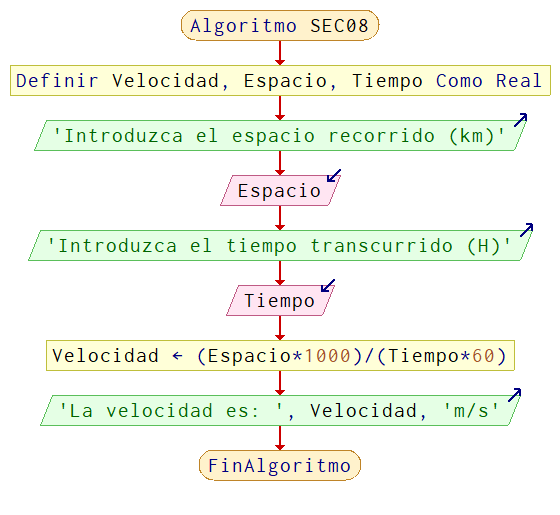 Algoritmo SEC08
Definir Velocidad, Espacio, Tiempo Como Real
'Introduzca el espacio recorrido (km)'
Espacio
'Introduzca el tiempo transcurrido (H)'
Tiempo
Velocidad ← (Espacio*1000)/(Tiempo*60)
'La velocidad es: ', Velocidad, 'm/s'
FinAlgoritmo